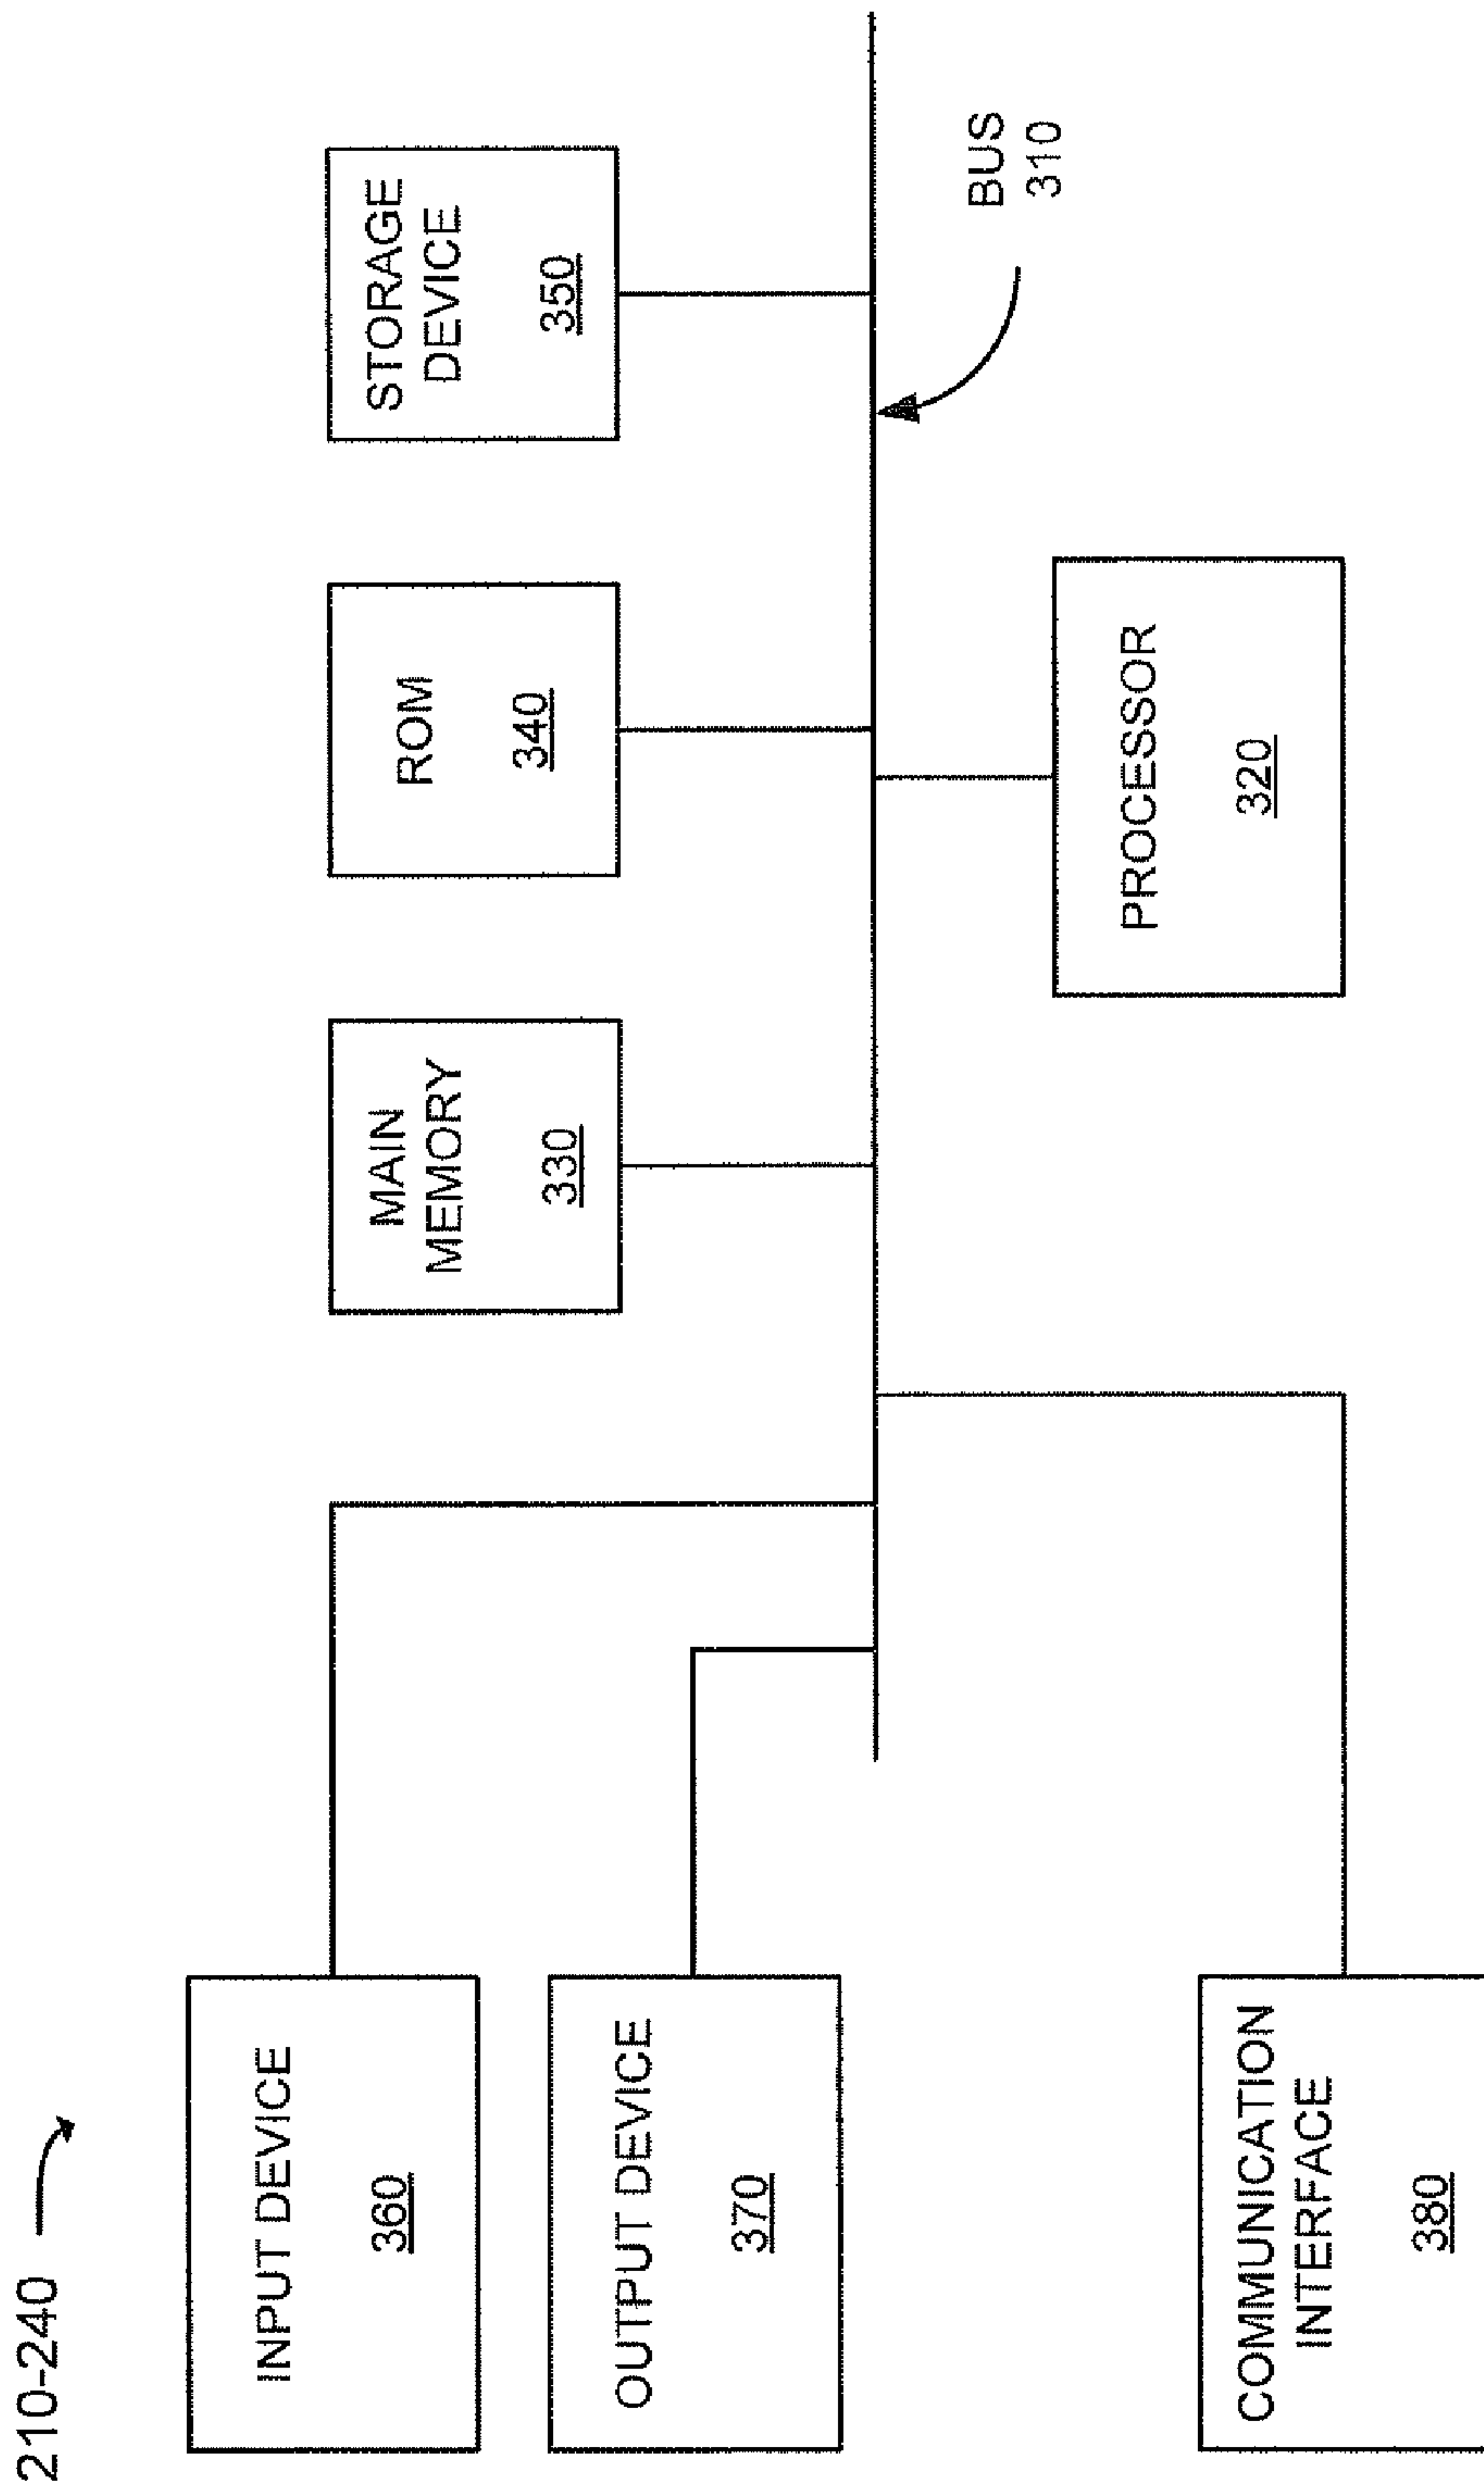 210-240
INPUT DEVICE
360
OUTPUT DEVICE
370
COMMUNICATION
INTERFACE
380
MAIN
MEMORY
330
ROM
340
STORAGE
DEVICE
350
PROCESSOR
320
BUS
310